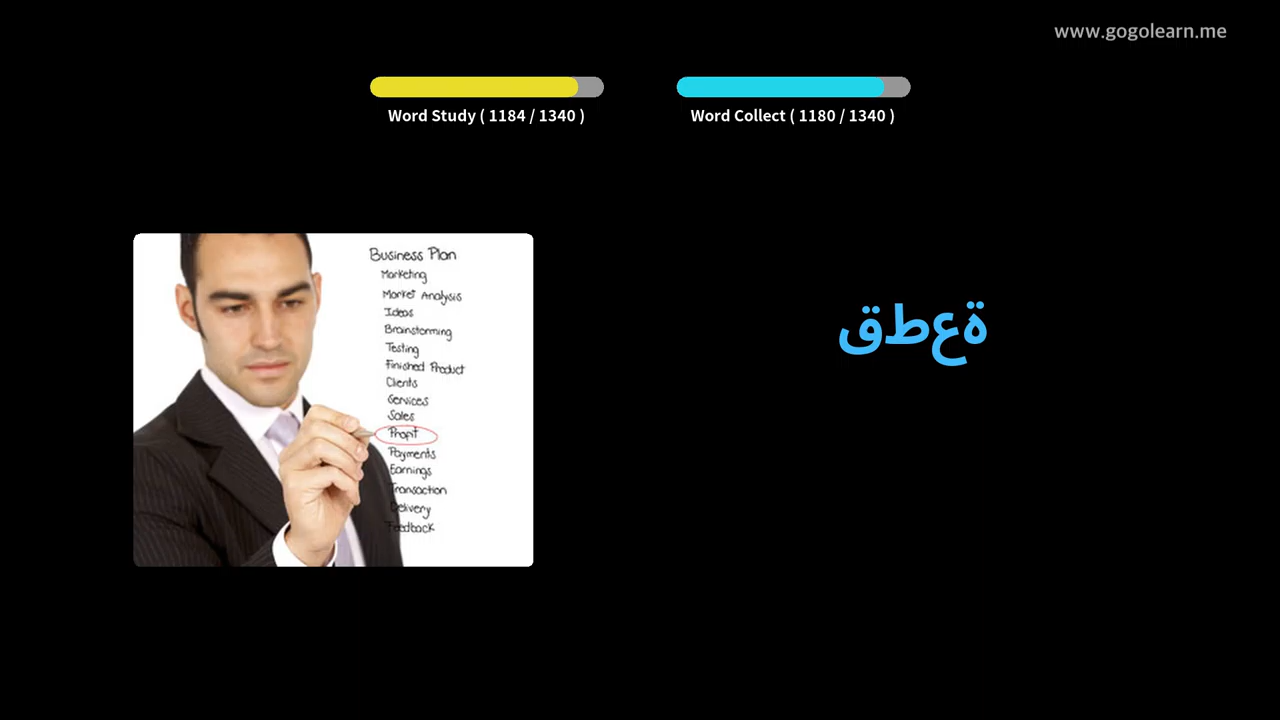 www.gogolearn.me
Word Study ( 1184 / 1340 )
Word Collect ( 1180 / 1340 )
Business Plan
Marketing
Market Analysis
Ideas
Brainstorming
Testing
Finished Product
Clients
Services
Sales
Profit
Payments
Earnings
Transaction
Delivery
Feedback
ةعطق